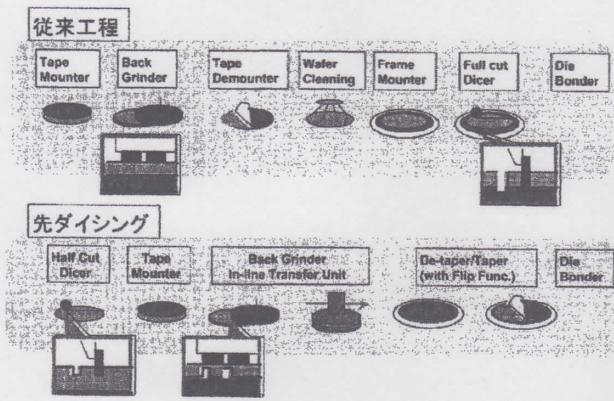 従来工程
Tape
Mounter
Back
Grinder
Tape
Demounter
Wafer
Cleaning
Frame
Mounter
Full cut
Dicer
Die
Bonder
先ダイシング
Half Cut
Dicer
Tape
Mounter
Back Grinder
In-line Transfer Unit
De-taper/Taper
(with Flip Func.)
Die
Bonder